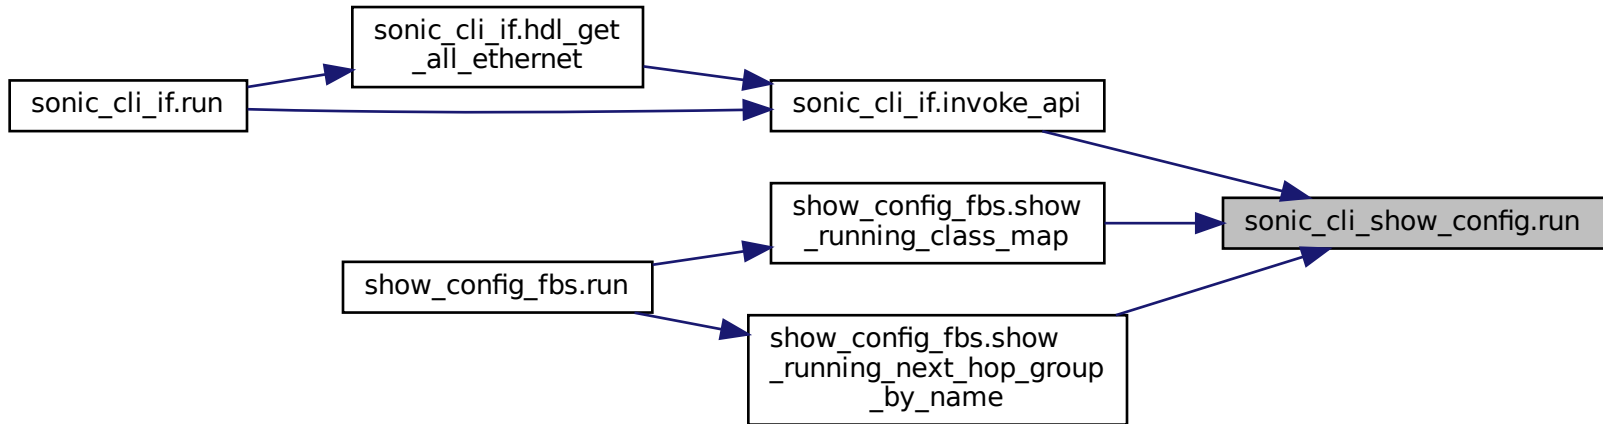 sonic_cli_if.hdl_get
_all_ethernet
sonic_cli_if.run
sonic_cli_if.invoke_api
show_config_fbs.show
_running_class_map
sonic_cli_show_config.run
show_config_fbs.run
show_config_fbs.show
_running_next_hop_group
_by_name